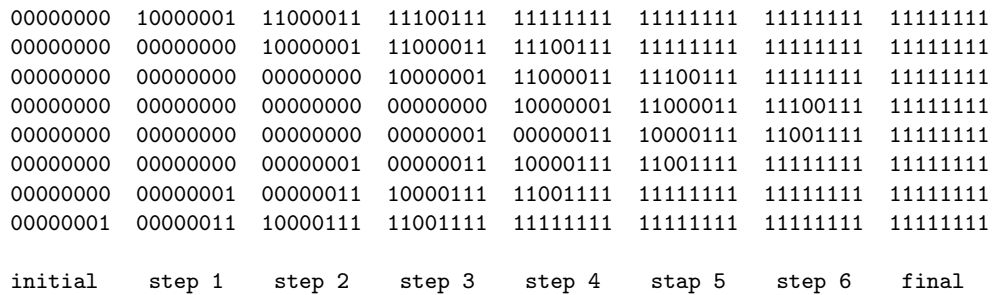 00000000 10000001 11000011 11100111 11111111 11111111 11111111 11111111
00000000 00000000 10000001 11000011 11100111 11111111 11111111 11111111
00000000 00000000 00000000 10000001 11000011 11100111 11111111 11111111
00000000 00000000 00000000 00000000 10000001 11000011 11100111 11111111
00000000 00000000 00000000 00000001 00000011 10000111 11001111 11111111
00000000 00000000 00000001 00000011 10000111 11001111 11111111 11111111
00000000 00000001 00000011 10000111 11001111 11111111 11111111 11111111
00000001 00000011 10000111 11001111 11111111 11111111 11111111 11111111
initial step 1 step 2 step 3 step 4 stap 5 step 6 final